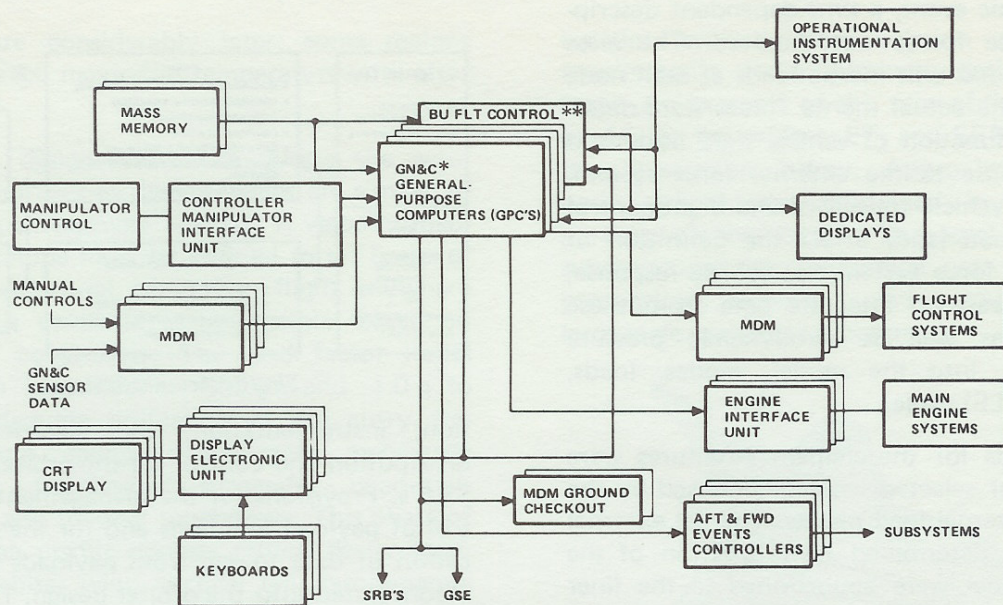 OPERATIONAL
INSTRUMENTATION
SYSTEM
MASS
MEMORY
BU FLT CONTROL**
GN&C*
GENERAL-
PURPOSE
COMPUTERS (GPC'S)
MANIPULATOR
CONTROL
CONTROLLER
MANIPULATOR
INTERFACE
UNIT
DEDICATED
DISPLAYS
MANUAL
CONTROLS
MDM
GN&C
SENSOR
DATA
MDM
FLIGHT
CONTROL
SYSTEMS
ENGINE
INTERFACE
UNIT
MAIN
ENGINE
SYSTEMS
CRT
DISPLAY
DISPLAY
ELECTRONIC
UNIT
MDM GROUND
CHECKOUT
AFT & FWD
EVENTS
CONTROLLERS
SUBSYSTEMS
KEYBOARDS
SRB'S
GSE